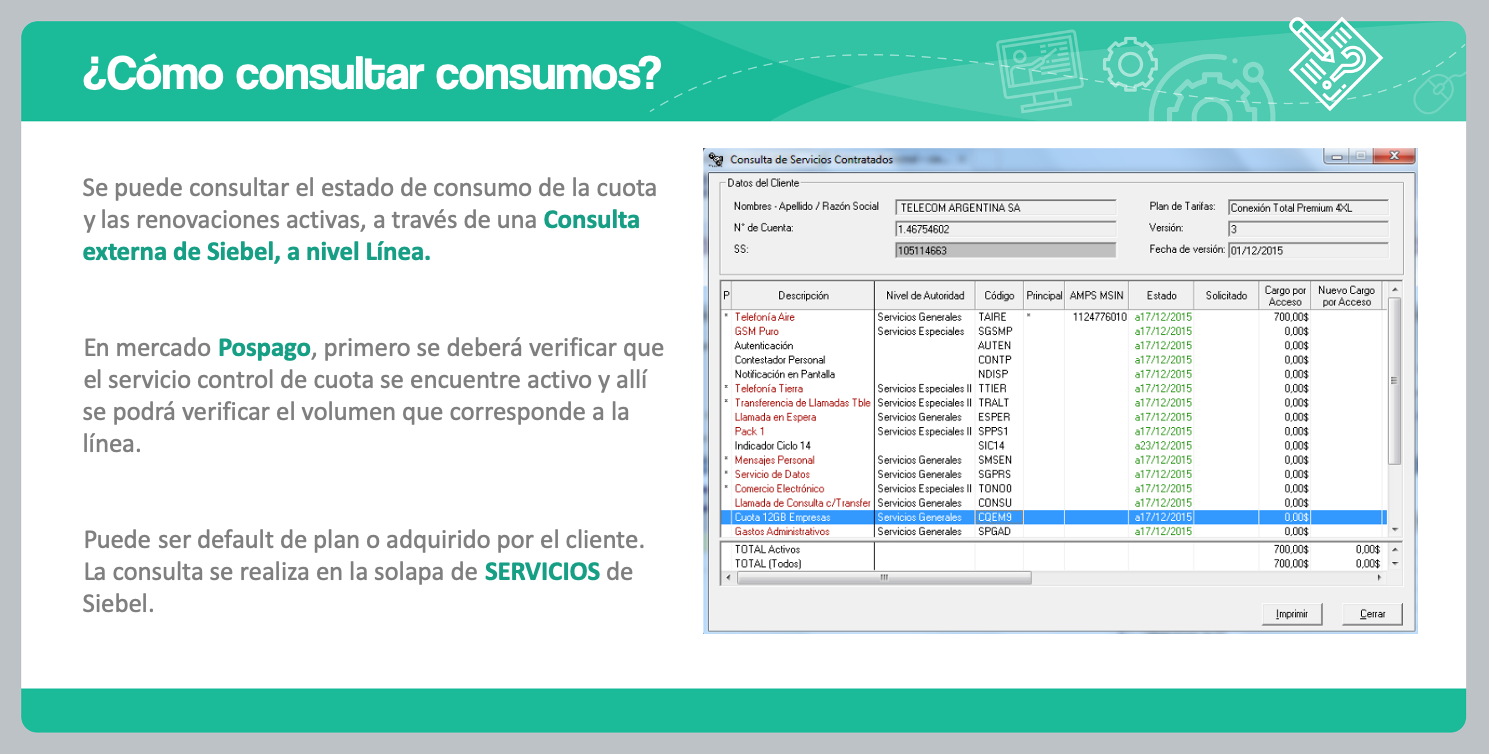 ¿Cómo consultar consumos?
Se puede consultar el estado de consumo de la cuota
y las renovaciones activas, a través de una Consulta
externa de Siebel, a nivel Línea.
En mercado Pospago, primero se deberá verificar que
el servicio control de cuota se encuentre activo y allí
se podrá verificar el volumen que corresponde a la
línea.
Puede ser default de plan o adquirido por el cliente.
La consulta se realiza en la solapa de SERVICIOS de
Siebel.
Consulta de Servicios Contratados
Datos del Cliente
Nombres - Apellido / Razón Social TELECOM ARGENTINA SA Plan de Tarifas: Conexión Total Premium 4XL
N° de Cuenta: 1.46754602 Versión: 3
SS: 105114663 Fecha de versión: 01/12/2015
P Descripción Nivel de Autoridad Código Principal AMPS MSIN Estado Solicitado Cargo por Acceso Nuevo Cargo por Acceso
* Telefonía Aire Servicios Generales TAIRE * 1124776010 a17/12/2015 700,00$
GSM Puro Servicios Especiales SGSMP a17/12/2015 0,00$
Autenticación AUTEN a17/12/2015 0,00$
Contestador Personal CONTP a17/12/2015 0,00$
Notificación en Pantalla NDISP a17/12/2015 0,00$
* Telefonía Tierra Servicios Especiales II TTIER a17/12/2015 0,00$
* Transferencia de Llamadas Tble Servicios Especiales II TRALT a17/12/2015 0,00$
Llamada en Espera Servicios Generales ESPER a17/12/2015 0,00$
Pack 1 Servicios Especiales II SPPS1 a17/12/2015 0,00$
Indicador Ciclo 14 SIC14 a23/12/2015 0,00$
* Mensajes Personal Servicios Generales SMSEN a17/12/2015 0,00$
* Servicio de Datos Servicios Generales SGPRS a17/12/2015 0,00$
* Comercio Electrónico Servicios Especiales II TONO0 a17/12/2015 0,00$
Llamada de Consulta c/Transfer Servicios Generales CONSU a17/12/2015 0,00$
Cuota 12GB Empresas Servicios Generales CQEM9 a17/12/2015 0,00$
Gastos Administrativos Servicios Generales SPGAD a17/12/2015 0,00$
TOTAL Activos 700,00$ 0,00$
TOTAL (Todos) 700,00$ 0,00$
Imprimir Cerrar